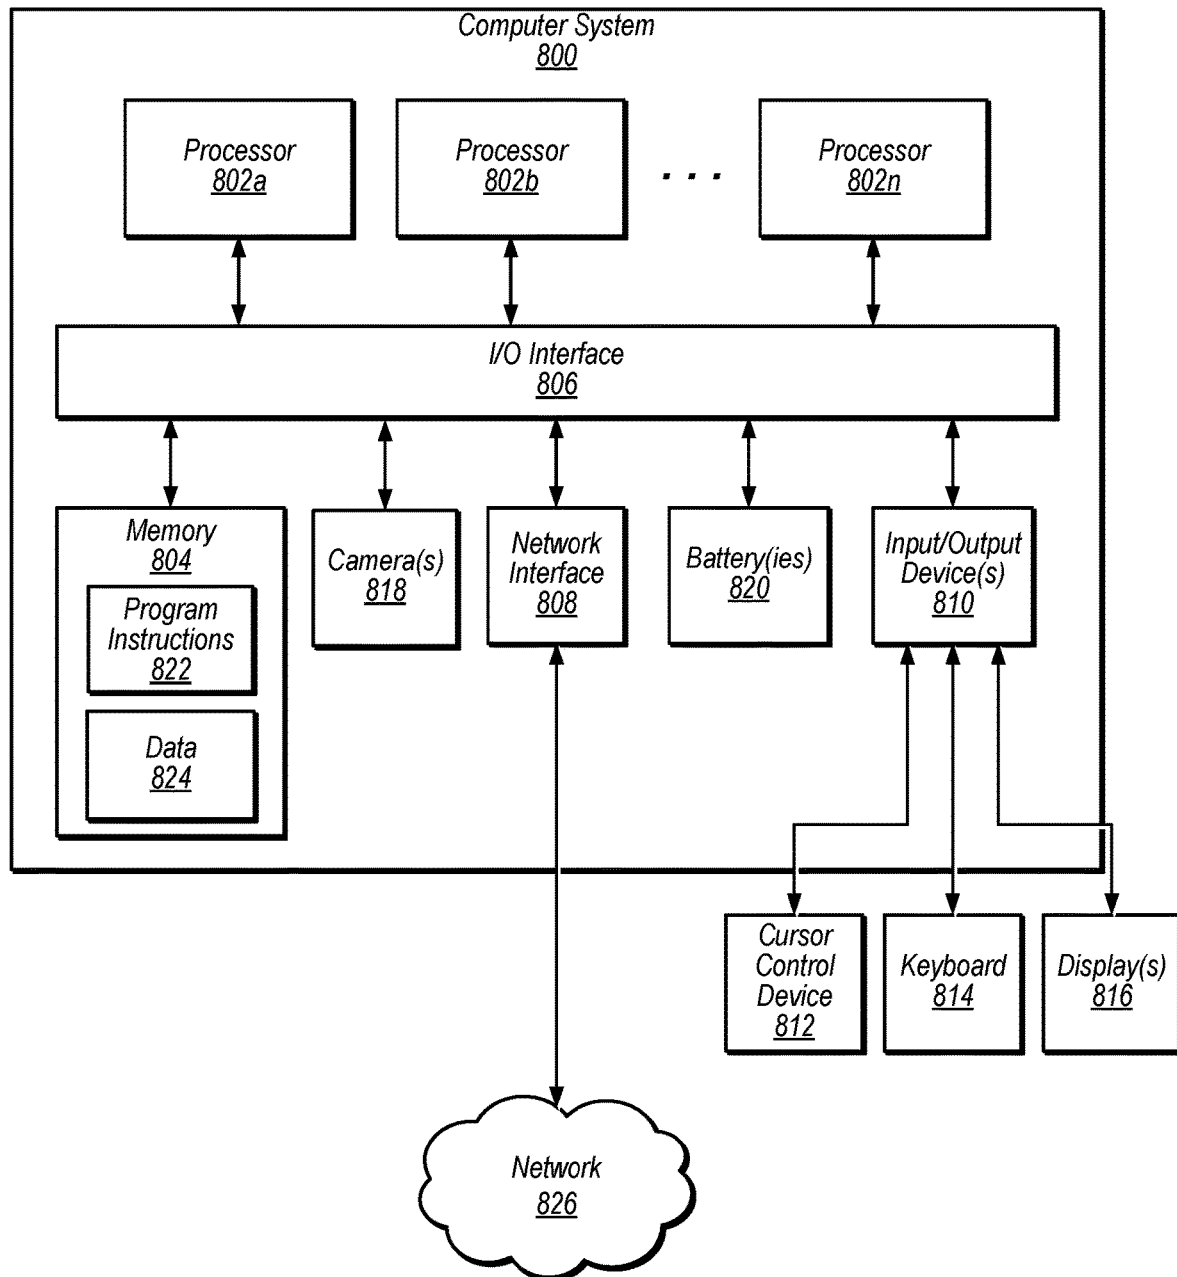 Computer System
800
Processor
802a
Processor
802b
. . .
Processor
802n
I/O Interface
806
Memory
804
Program
Instructions
822
Data
824
Camera(s)
818
Network
Interface
808
Battery(ies)
820
Input/Output
Device(s)
810
Cursor
Control
Device
812
Keyboard
814
Display(s)
816
Network
826